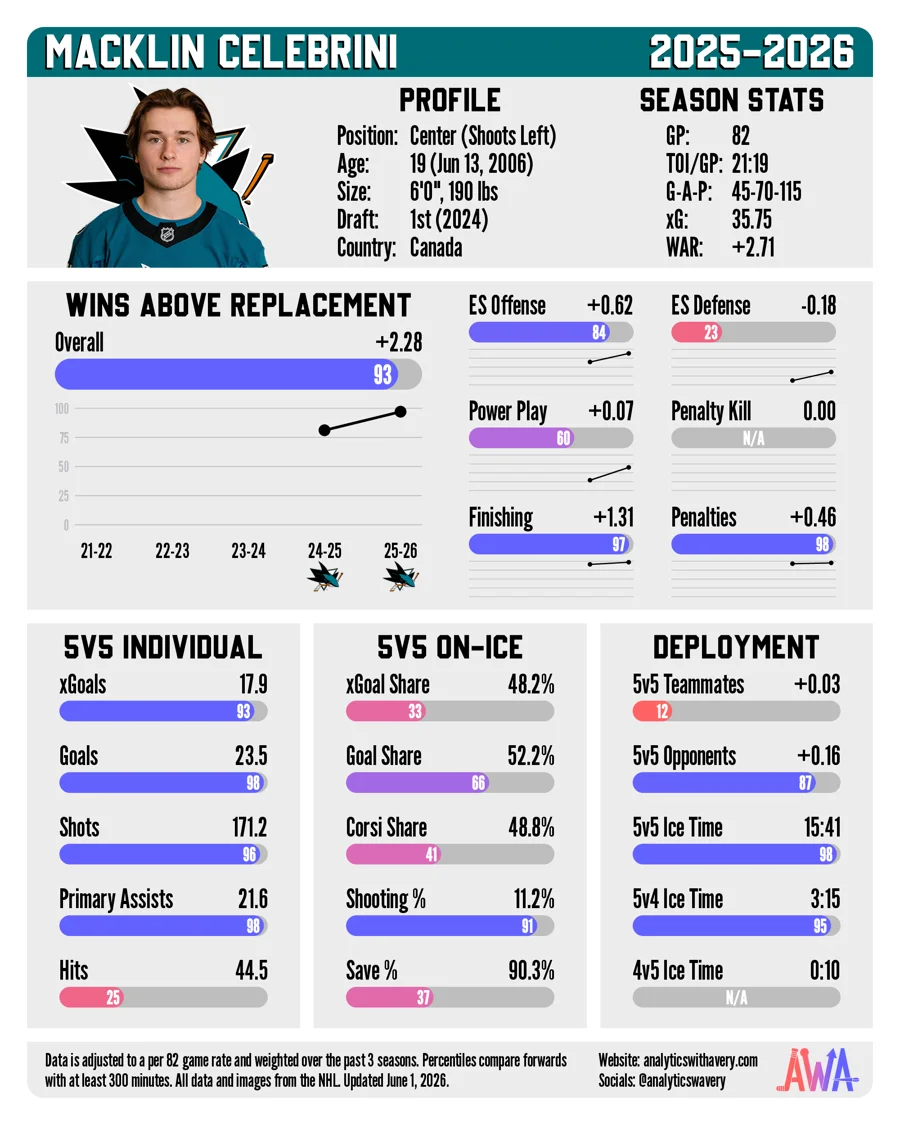 MACKLIN CELEBRINI
2025-2026
PROFILE
Position: Center (Shoots Left)
Age: 19 (Jun 13, 2006)
Size: 6'0", 190 lbs
Draft: 1st (2024)
Country: Canada
SEASON STATS
GP: 82
TOI/GP: 21:19
G-A-P: 45-70-115
xG: 35.75
WAR: +2.71
WINS ABOVE REPLACEMENT
Overall +2.28
93
100
75
50
25
0
21-22 22-23 23-24 24-25 25-26
ES Offense +0.62
84
ES Defense -0.18
23
Power Play +0.07
60
Penalty Kill 0.00
N/A
Finishing +1.31
97
Penalties +0.46
98
5V5 INDIVIDUAL
xGoals 17.9
93
Goals 23.5
98
Shots 171.2
96
Primary Assists 21.6
98
Hits 44.5
25
5V5 ON-ICE
xGoal Share 48.2%
33
Goal Share 52.2%
66
Corsi Share 48.8%
41
Shooting % 11.2%
91
Save % 90.3%
37
DEPLOYMENT
5v5 Teammates +0.03
12
5v5 Opponents +0.16
87
5v5 Ice Time 15:41
98
5v4 Ice Time 3:15
95
4v5 Ice Time 0:10
N/A
Data is adjusted to a per 82 game rate and weighted over the past 3 seasons. Percentiles compare forwards
with at least 300 minutes. All data and images from the NHL. Updated June 1, 2026.
Website: analyticswithavery.com
Socials: @analyticswavery
AWA